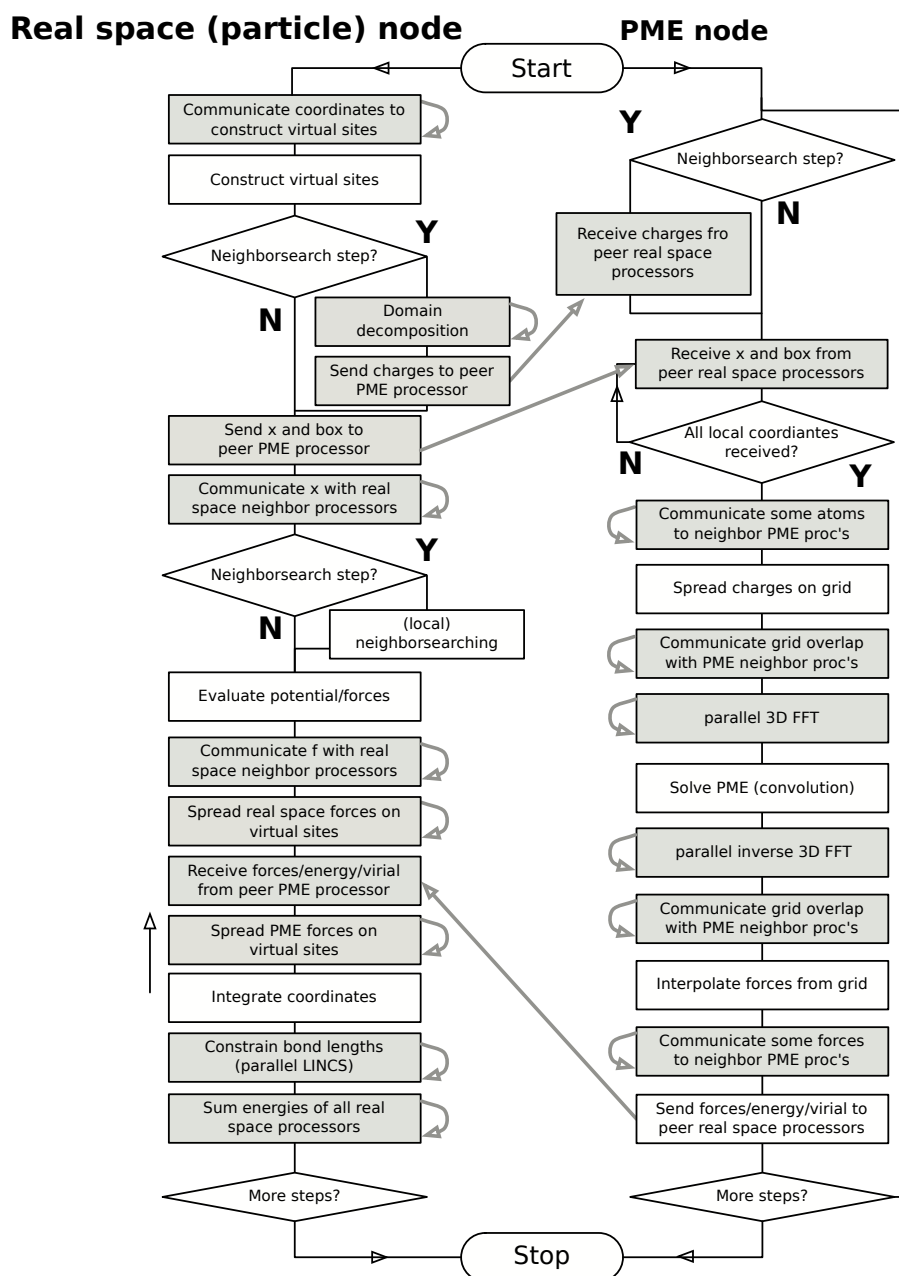 Real space (particle) node
PME node
Start
Communicate coordinates to
construct virtual sites
Construct virtual sites
Neighborsearch step?
Y
N
Domain
decomposition
Send charges to peer
PME processor
Send x and box to
peer PME processor
Communicate x with real
space neighbor processors
Neighborsearch step?
Y
N
(local)
neighborsearching
Evaluate potential/forces
Communicate f with real
space neighbor processors
Spread real space forces on
virtual sites
Receive forces/energy/virial
from peer PME processor
Spread PME forces on
virtual sites
Integrate coordinates
Constrain bond lengths
(parallel LINCS)
Sum energies of all real
space processors
More steps?
Y
Neighborsearch step?
N
Receive charges fro
peer real space
processors
Receive x and box from
peer real space processors
All local coordiantes
received?
N
Y
Communicate some atoms
to neighbor PME proc's
Spread charges on grid
Communicate grid overlap
with PME neighbor proc's
parallel 3D FFT
Solve PME (convolution)
parallel inverse 3D FFT
Communicate grid overlap
with PME neighbor proc's
Interpolate forces from grid
Communicate some forces
to neighbor PME proc's
Send forces/energy/virial to
peer real space processors
More steps?
Stop